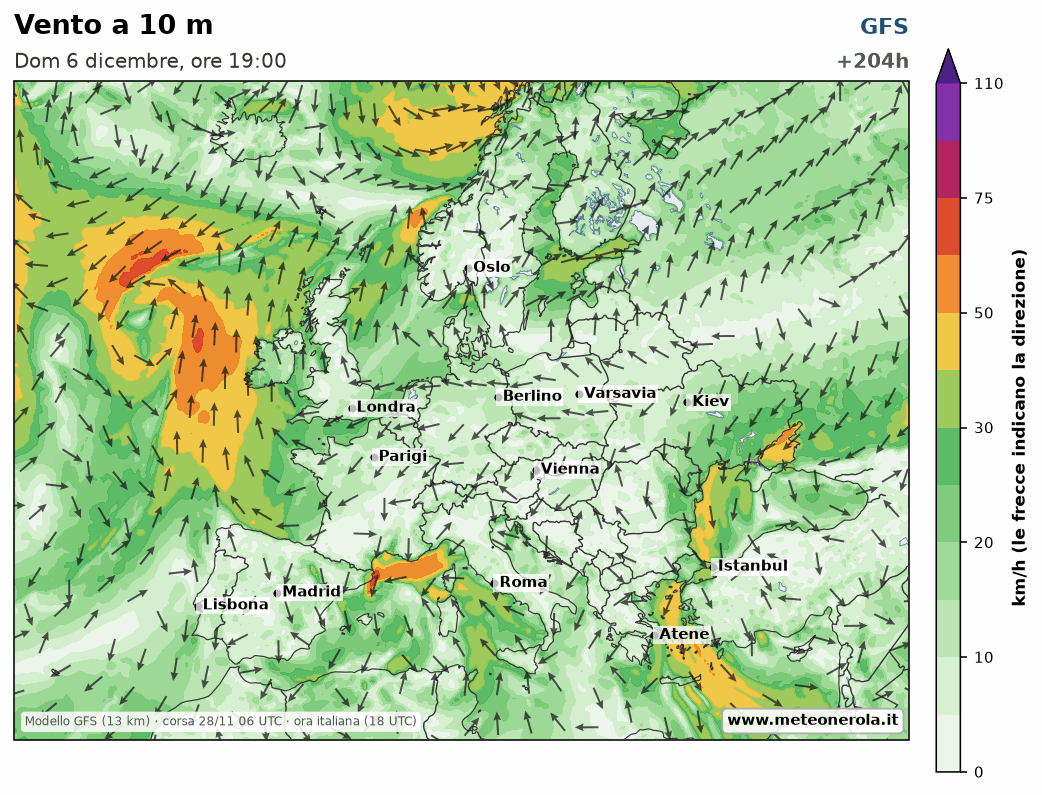 Vento a 10 m
GFS
Dom 6 dicembre, ore 19:00
+204h
110
75
50
30
20
10
0
km/h (le frecce indicano la direzione)
Oslo
Berlino
Varsavia
Kiev
Londra
Parigi
Vienna
Istanbul
Roma
Madrid
Lisbona
Atene
Modello GFS (13 km) · corsa 28/11 06 UTC · ora italiana (18 UTC)
www.meteonerola.it